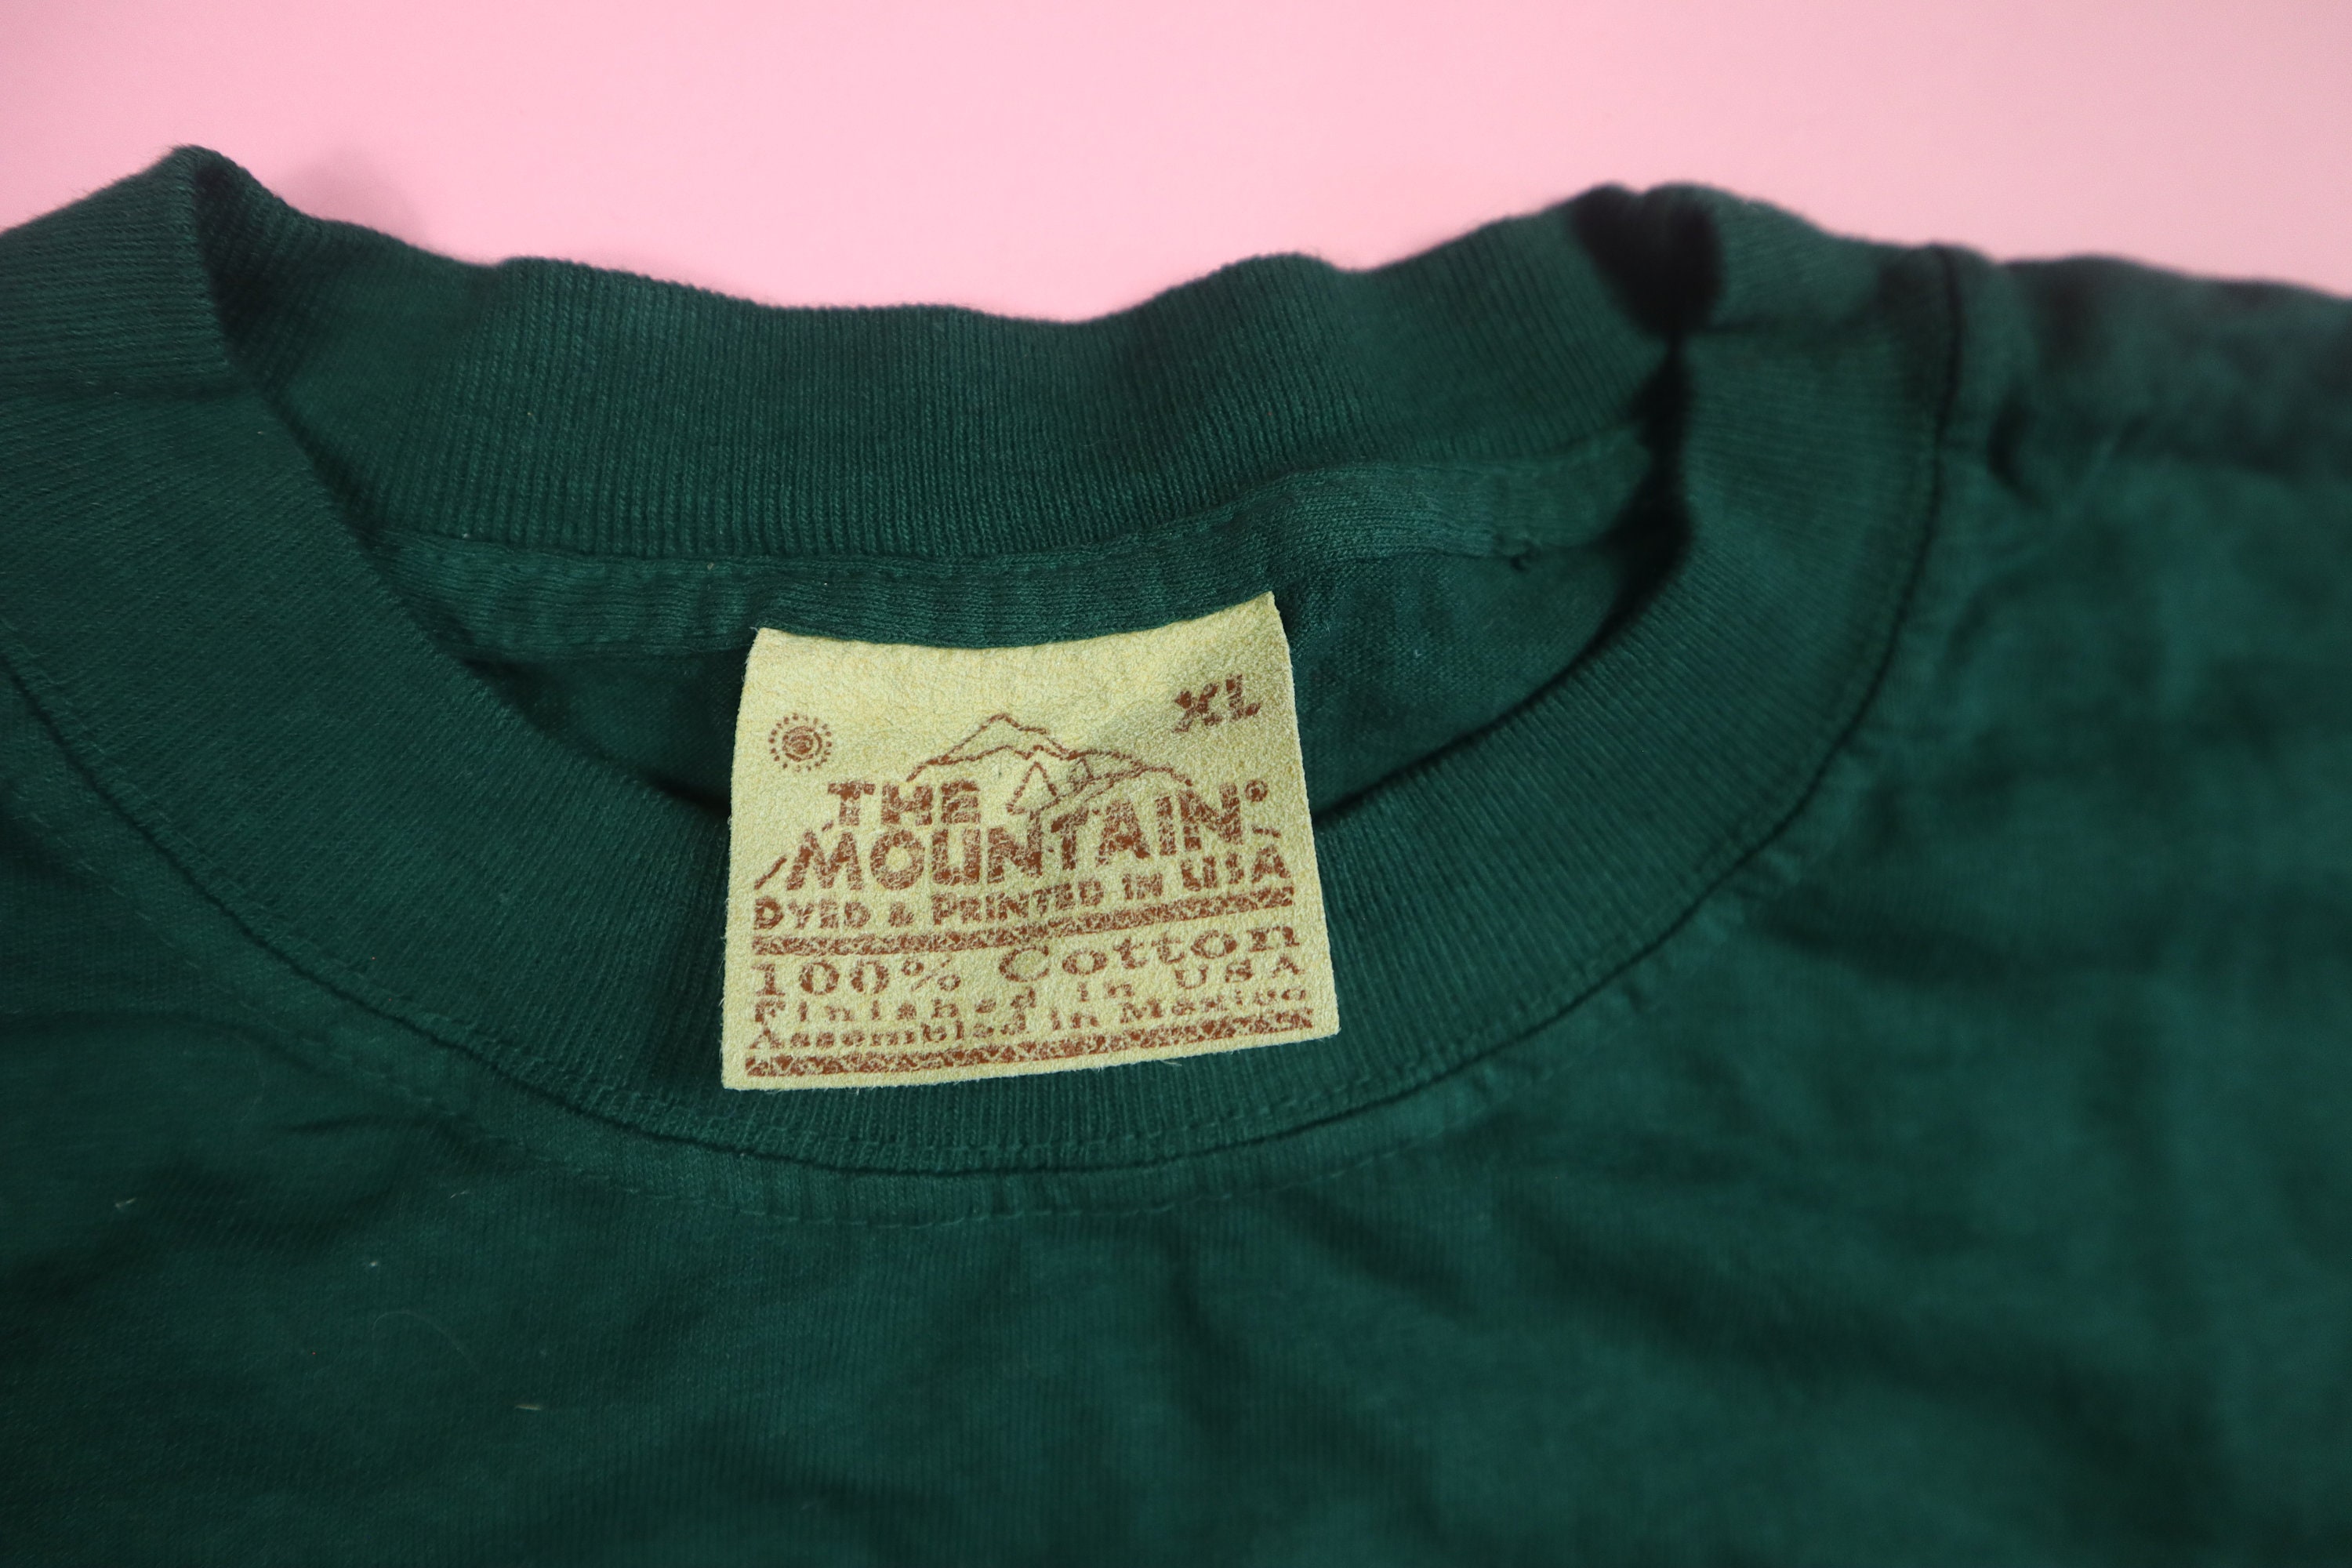 XL
THE
MOUNTAIN®
DYED & PRINTED IN USA
100% Cotton
Finished in USA
Assembled in Mexico